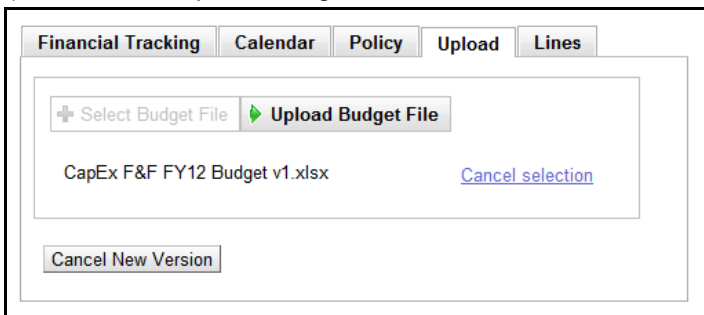 Financial Tracking Calendar Policy Upload Lines
Select Budget File Upload Budget File
CapEx F&F FY12 Budget v1.xlsx Cancel selection
Cancel New Version